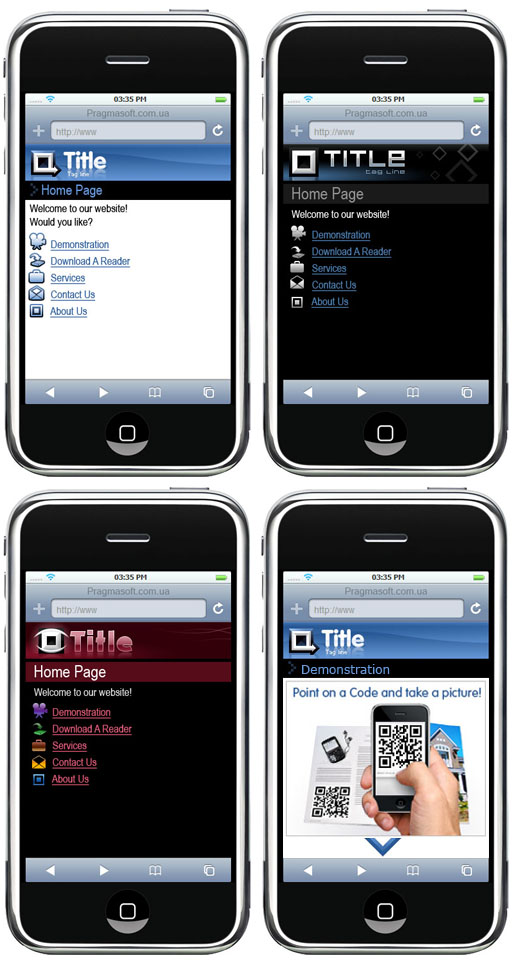 03:35 PM
Pragmasoft.com.ua
http://www
Title
Tag line
Home Page
Welcome to our website!
Would you like?
Demonstration
Download A Reader
Services
Contact Us
About Us
03:35 PM
Pragmasoft.com.ua
http://www
TITLE
tag line
Home Page
Welcome to our website!
Demonstration
Download A Reader
Services
Contact Us
About Us
03:35 PM
Pragmasoft.com.ua
http://www
Title
Home Page
Welcome to our website!
Demonstration
Download A Reader
Services
Contact Us
About Us
03:35 PM
Pragmasoft.com.ua
http://www
Title
Tag line
Demonstration
Point on a Code and take a picture!